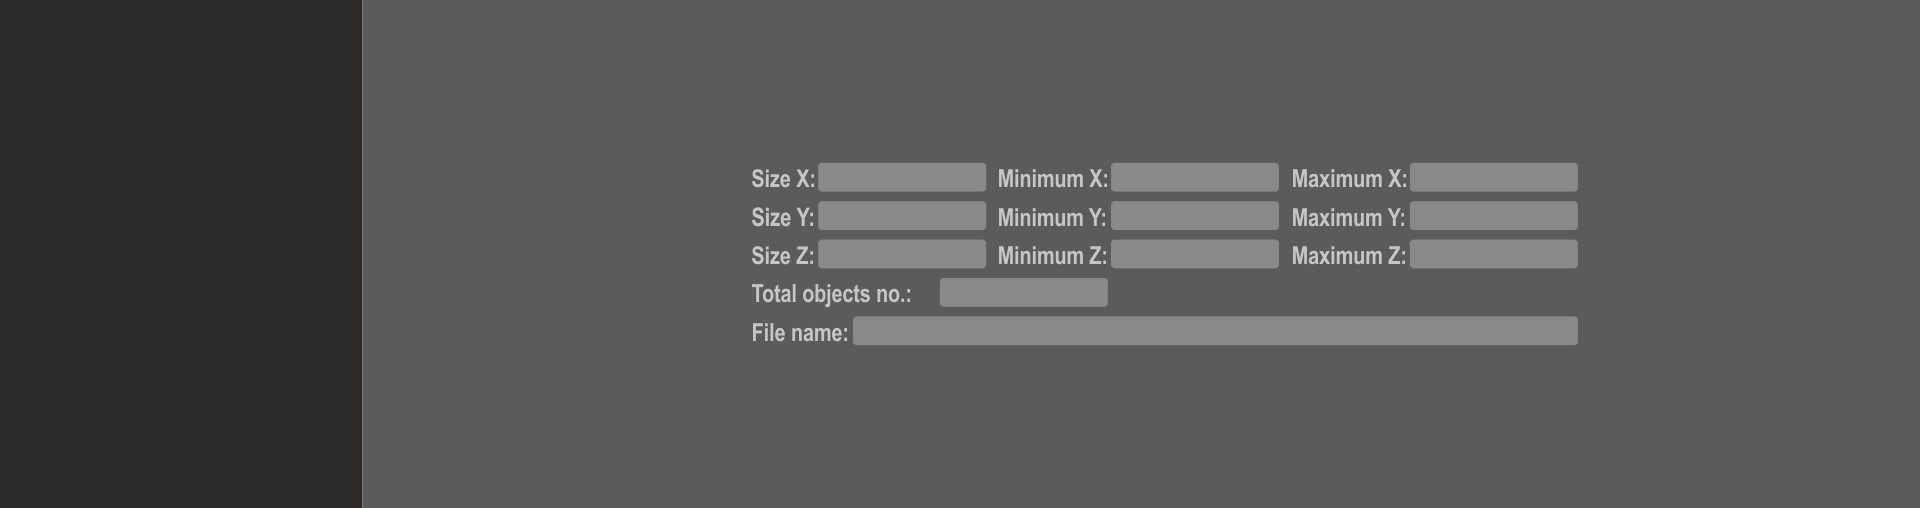 Size X: Minimum X: Maximum X:
Size Y: Minimum Y: Maximum Y:
Size Z: Minimum Z: Maximum Z:
Total objects no.:
File name: